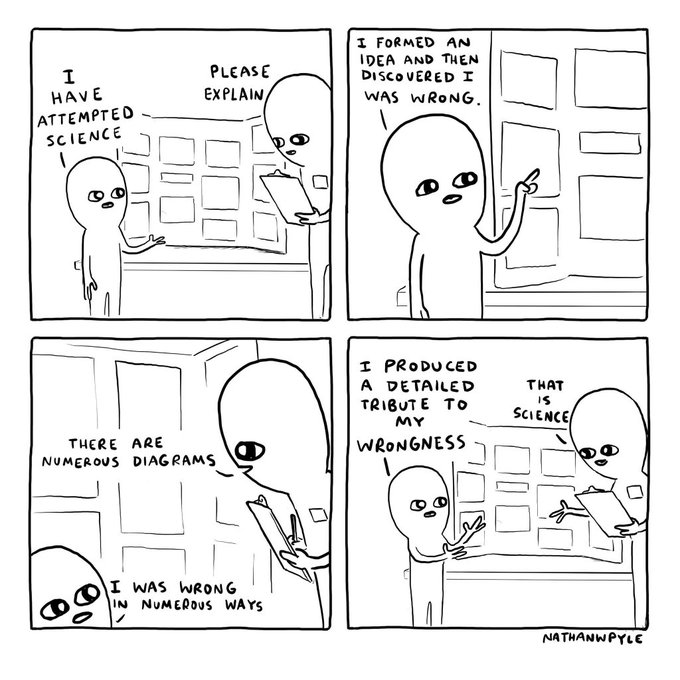 I
HAVE
ATTEMPTED
SCIENCE
PLEASE
EXPLAIN
I FORMED AN
IDEA AND THEN
DISCOVERED I
WAS WRONG.
THERE ARE
NUMEROUS DIAGRAMS
I WAS WRONG
IN NUMEROUS WAYS
I PRODUCED
A DETAILED
TRIBUTE TO
MY
WRONGNESS
THAT
IS
SCIENCE
NATHANWPYLE